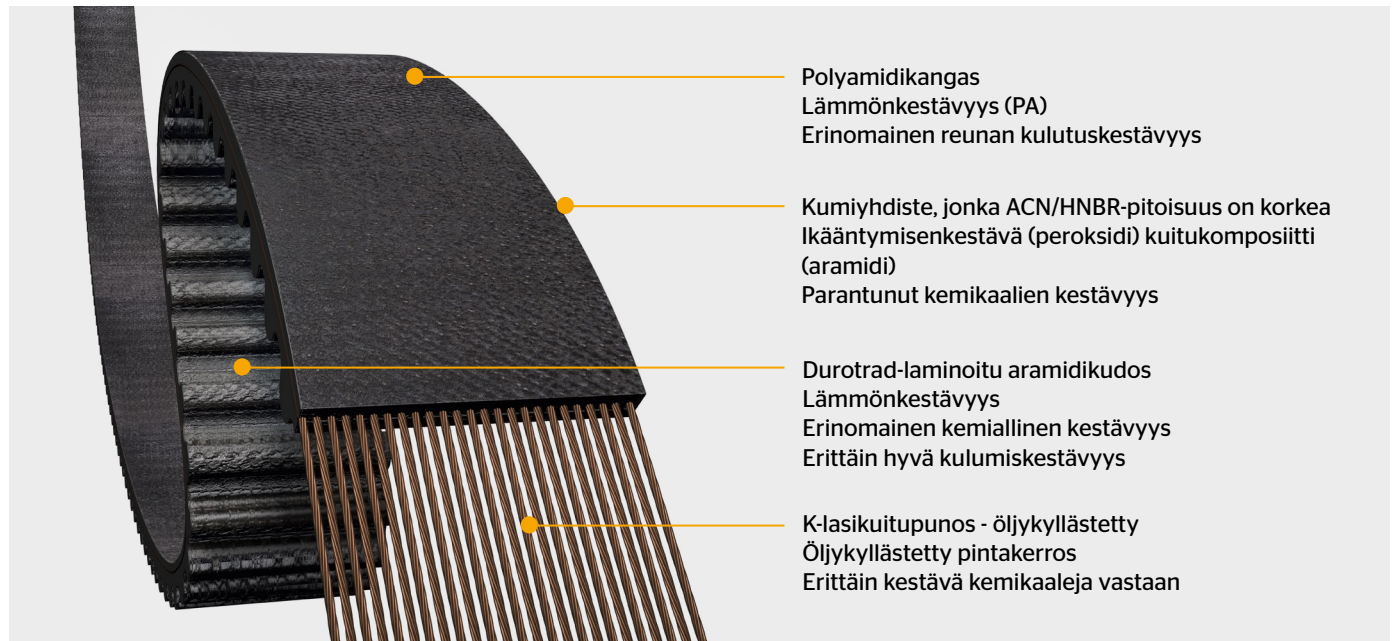 Polyamidikangas
Lämmönkestävyys (PA)
Erinomainen reunan kulutuskestävyys
Kumiyhdiste, jonka ACN/HNBR-pitoisuus on korkea
Ikääntymisenkestävä (peroksidi) kuitukomposiitti
(aramidi)
Parantunut kemikaalien kestävyys
Durotrad-laminoitu aramidikudos
Lämmönkestävyys
Erinomainen kemiallinen kestävyys
Erittäin hyvä kulumiskestävyys
K-lasikuitupunos - öljykyllästetty
Öljykyllästetty pintakerros
Erittäin kestävä kemikaaleja vastaan